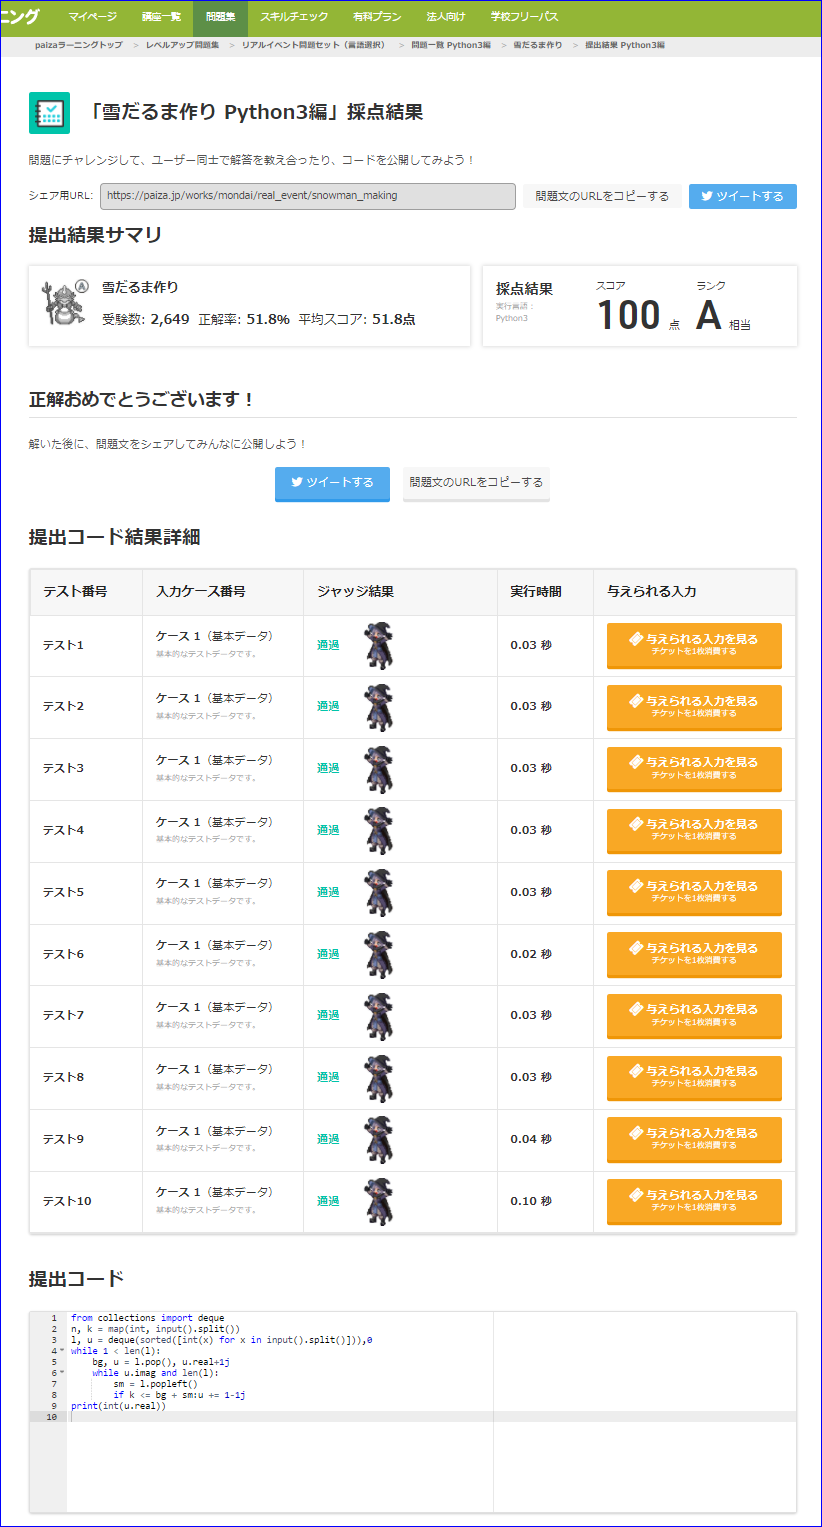 ニング マイページ 講座一覧 問題集 スキルチェック 有料プラン 法人向け 学校フリーパス
paizaラーニングトップ > レベルアップ問題集 > リアルイベント問題セット（言語選択） > 問題一覧 Python3編 > 雪だるま作り > 提出結果 Python3編
「雪だるま作り Python3編」採点結果
問題にチャレンジして、ユーザー同士で解答を教え合ったり、コードを公開してみよう！
シェア用URL: https://paiza.jp/works/mondai/real_event/snowman_making 問題文のURLをコピーする ツイートする
提出結果サマリ
A 雪だるま作り
受験数: 2,649 正解率: 51.8% 平均スコア: 51.8点
採点結果 スコア ランク
実行言語：
Python3
100 点 A 相当
正解おめでとうございます！
解いた後に、問題文をシェアしてみんなに公開しよう！
ツイートする 問題文のURLをコピーする
提出コード結果詳細
テスト番号 入力ケース番号 ジャッジ結果 実行時間 与えられる入力
テスト1 ケース 1（基本データ） 通過 0.03 秒 与えられる入力を見る
基本的なテストデータです。 チケットを1枚消費する
テスト2 ケース 1（基本データ） 通過 0.03 秒 与えられる入力を見る
基本的なテストデータです。 チケットを1枚消費する
テスト3 ケース 1（基本データ） 通過 0.03 秒 与えられる入力を見る
基本的なテストデータです。 チケットを1枚消費する
テスト4 ケース 1（基本データ） 通過 0.03 秒 与えられる入力を見る
基本的なテストデータです。 チケットを1枚消費する
テスト5 ケース 1（基本データ） 通過 0.03 秒 与えられる入力を見る
基本的なテストデータです。 チケットを1枚消費する
テスト6 ケース 1（基本データ） 通過 0.02 秒 与えられる入力を見る
基本的なテストデータです。 チケットを1枚消費する
テスト7 ケース 1（基本データ） 通過 0.03 秒 与えられる入力を見る
基本的なテストデータです。 チケットを1枚消費する
テスト8 ケース 1（基本データ） 通過 0.03 秒 与えられる入力を見る
基本的なテストデータです。 チケットを1枚消費する
テスト9 ケース 1（基本データ） 通過 0.04 秒 与えられる入力を見る
基本的なテストデータです。 チケットを1枚消費する
テスト10 ケース 1（基本データ） 通過 0.10 秒 与えられる入力を見る
基本的なテストデータです。 チケットを1枚消費する
提出コード
1 from collections import deque
2 n, k = map(int, input().split())
3 l, u = deque(sorted([int(x) for x in input().split()])),0
4 while 1 < len(l):
5     bg, u = l.pop(), u.real+1j
6     while u.imag and len(l):
7         sm = l.popleft()
8         if k <= bg + sm:u += 1-1j
9 print(int(u.real))
10